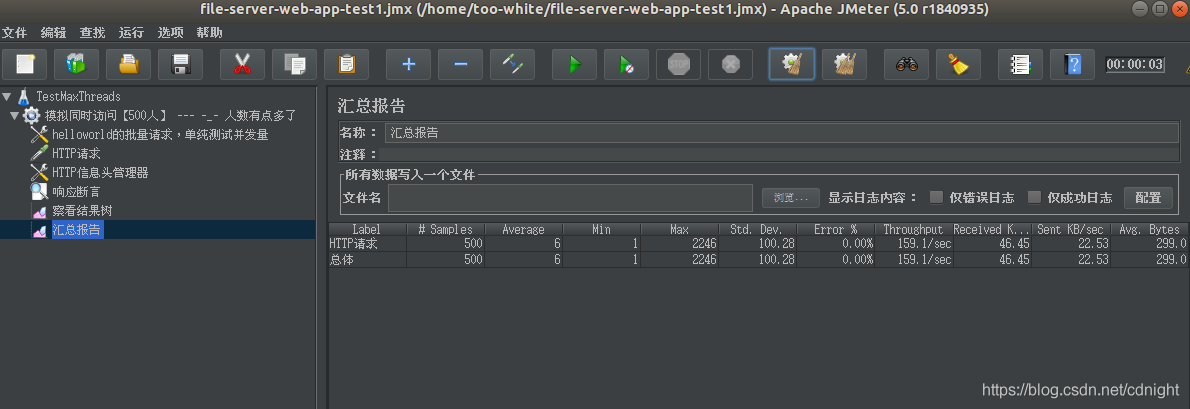 file-server-web-app-test1.jmx (/home/too-white/file-server-web-app-test1.jmx) - Apache JMeter (5.0 r1840935)
文件 编辑 查找 运行 选项 帮助
STOP 00:00:03
TestMaxThreads
模拟同时访问【500人】 --- -_- 人数有点多了
helloworld的批量请求，单纯测试并发量
HTTP请求
HTTP信息头管理器
响应断言
察看结果树
汇总报告
汇总报告
名称： 汇总报告
注释：
所有数据写入一个文件
文件名 浏览... 显示日志内容： 仅错误日志 仅成功日志 配置
Label # Samples Average Min Max Std. Dev. Error % Throughput Received K... Sent KB/sec Avg. Bytes
HTTP请求 500 6 1 2246 100.28 0.00% 159.1/sec 46.45 22.53 299.0
总体 500 6 1 2246 100.28 0.00% 159.1/sec 46.45 22.53 299.0
https://blog.csdn.net/cdnight